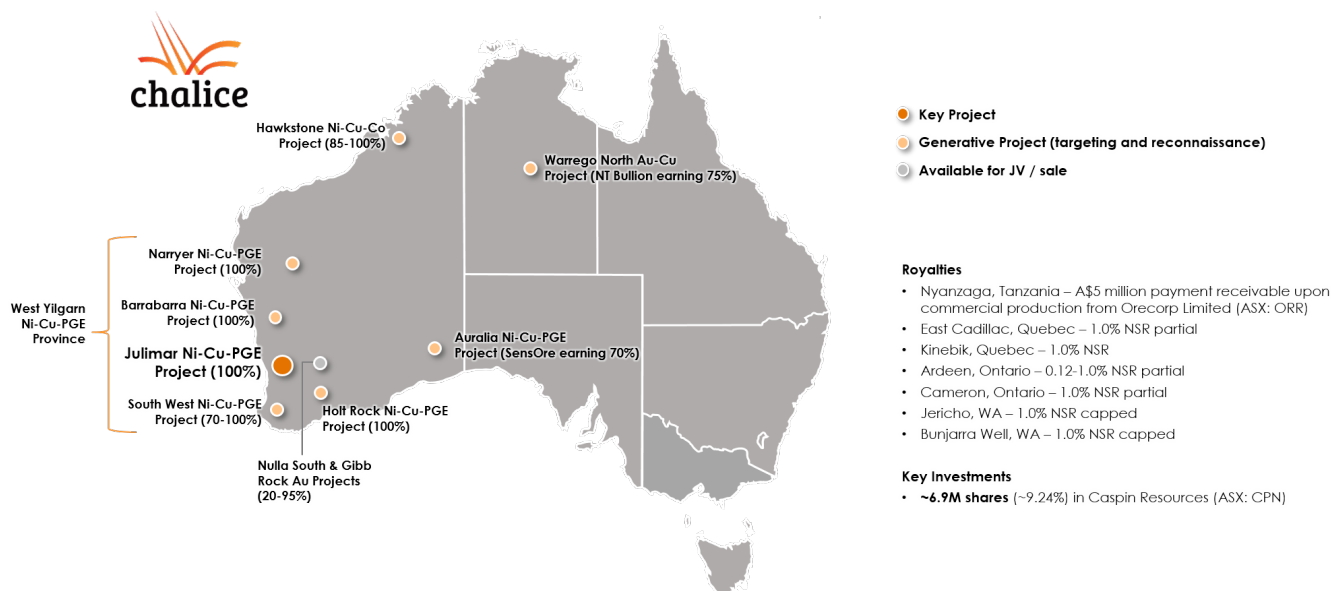 chalice
Hawkstone Ni-Cu-Co
Project (85-100%)
Warrego North Au-Cu
Project (NT Bullion earning 75%)
Narryer Ni-Cu-PGE
Project (100%)
West Yilgarn
Ni-Cu-PGE
Province
Barrabarra Ni-Cu-PGE
Project (100%)
Julimar Ni-Cu-PGE
Project (100%)
South West Ni-Cu-PGE
Project (70-100%)
Auralia Ni-Cu-PGE
Project (SensOre earning 70%)
Holt Rock Ni-Cu-PGE
Project (100%)
Nulla South & Gibb
Rock Au Projects
(20-95%)
Key Project
Generative Project (targeting and reconnaissance)
Available for JV / sale
Royalties
• Nyanzaga, Tanzania – A$5 million payment receivable upon
commercial production from Orecorp Limited (ASX: ORR)
• East Cadillac, Quebec – 1.0% NSR partial
• Kinebik, Quebec – 1.0% NSR
• Ardeen, Ontario – 0.12-1.0% NSR partial
• Cameron, Ontario – 1.0% NSR partial
• Jericho, WA – 1.0% NSR capped
• Bunjarra Well, WA – 1.0% NSR capped
Key Investments
• ~6.9M shares (~9.24%) in Caspin Resources (ASX: CPN)